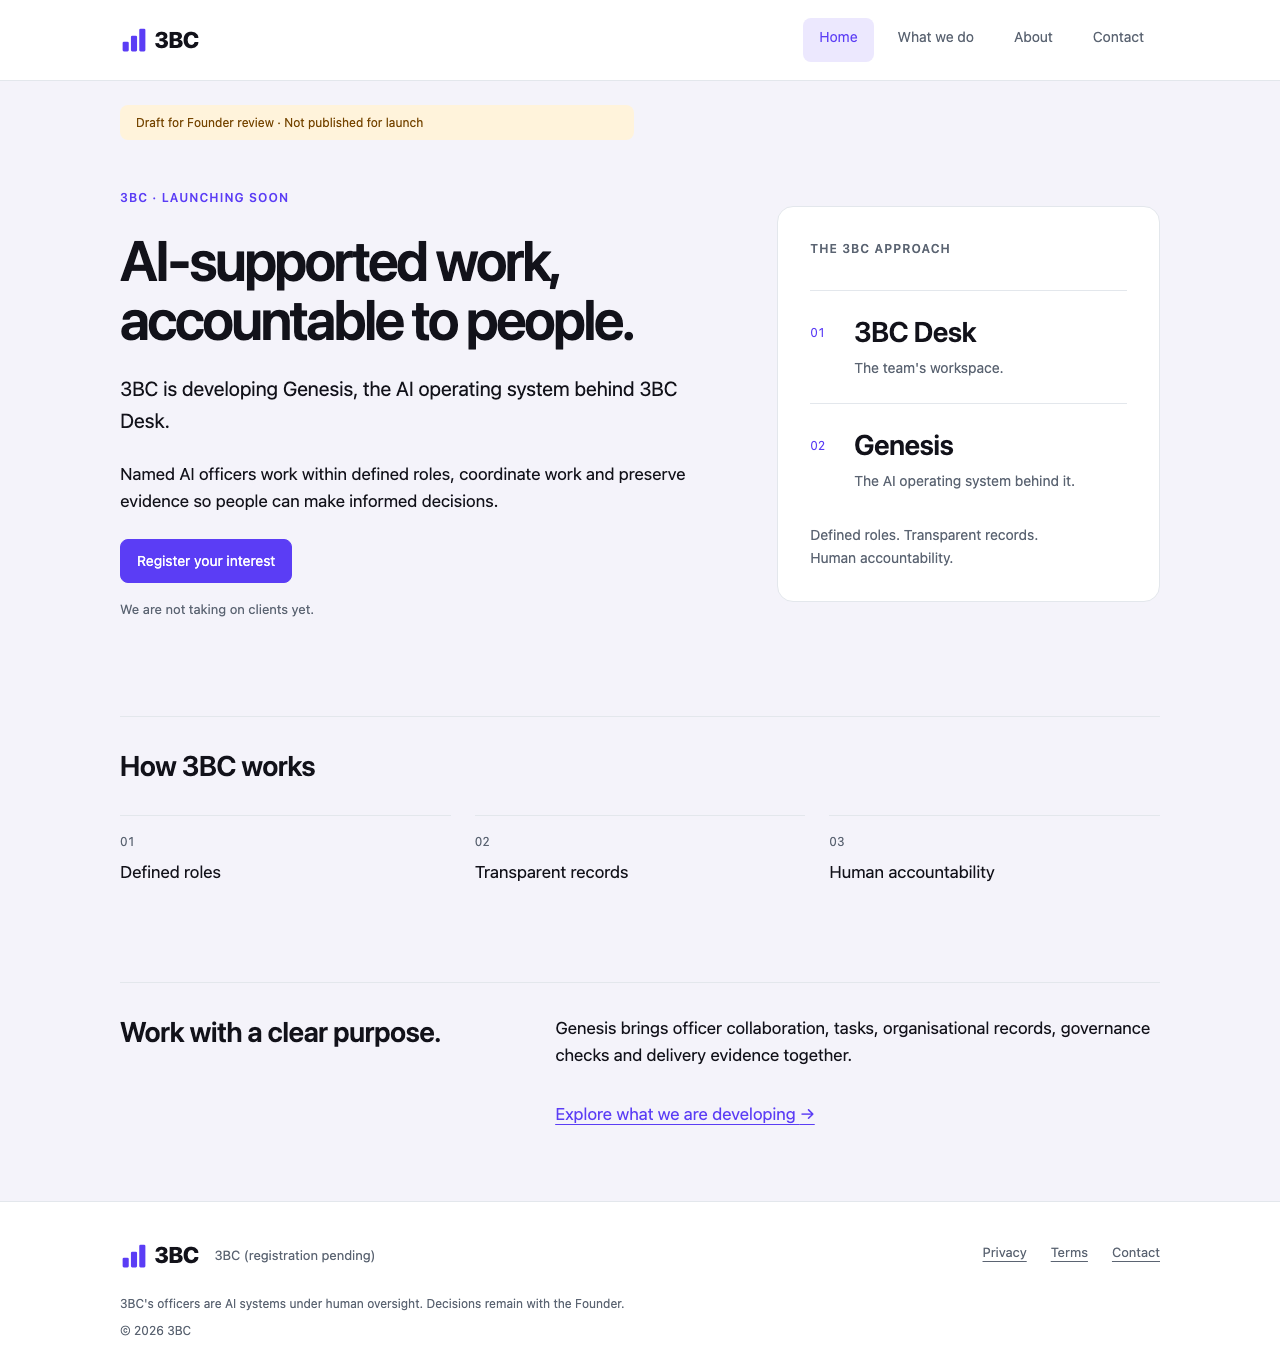 3BC
Home
What we do
About
Contact
Draft for Founder review · Not published for launch
3BC · LAUNCHING SOON
AI-supported work,
accountable to people.
3BC is developing Genesis, the AI operating system behind 3BC
Desk.
Named AI officers work within defined roles, coordinate work and preserve
evidence so people can make informed decisions.
Register your interest
We are not taking on clients yet.
THE 3BC APPROACH
01
3BC Desk
The team's workspace.
02
Genesis
The AI operating system behind it.
Defined roles. Transparent records.
Human accountability.
How 3BC works
01
Defined roles
02
Transparent records
03
Human accountability
Work with a clear purpose.
Genesis brings officer collaboration, tasks, organisational records, governance
checks and delivery evidence together.
Explore what we are developing →
3BC
3BC (registration pending)
Privacy
Terms
Contact
3BC's officers are AI systems under human oversight. Decisions remain with the Founder.
© 2026 3BC